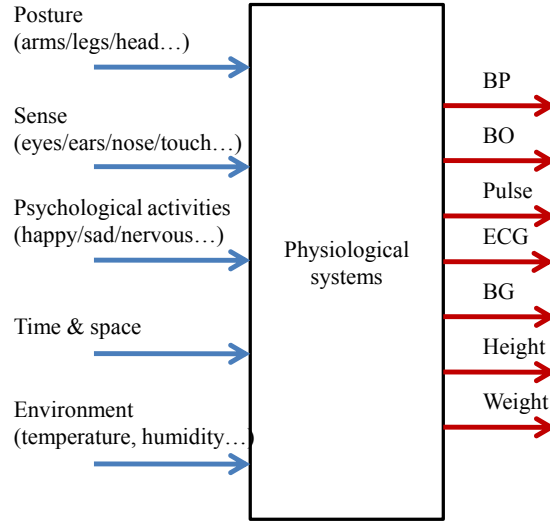 Posture
(arms/legs/head…)
Sense
(eyes/ears/nose/touch…)
Psychological activities
(happy/sad/nervous…)
Time & space
Environment
(temperature, humidity…)
Physiological
systems
BP
BO
Pulse
ECG
BG
Height
Weight